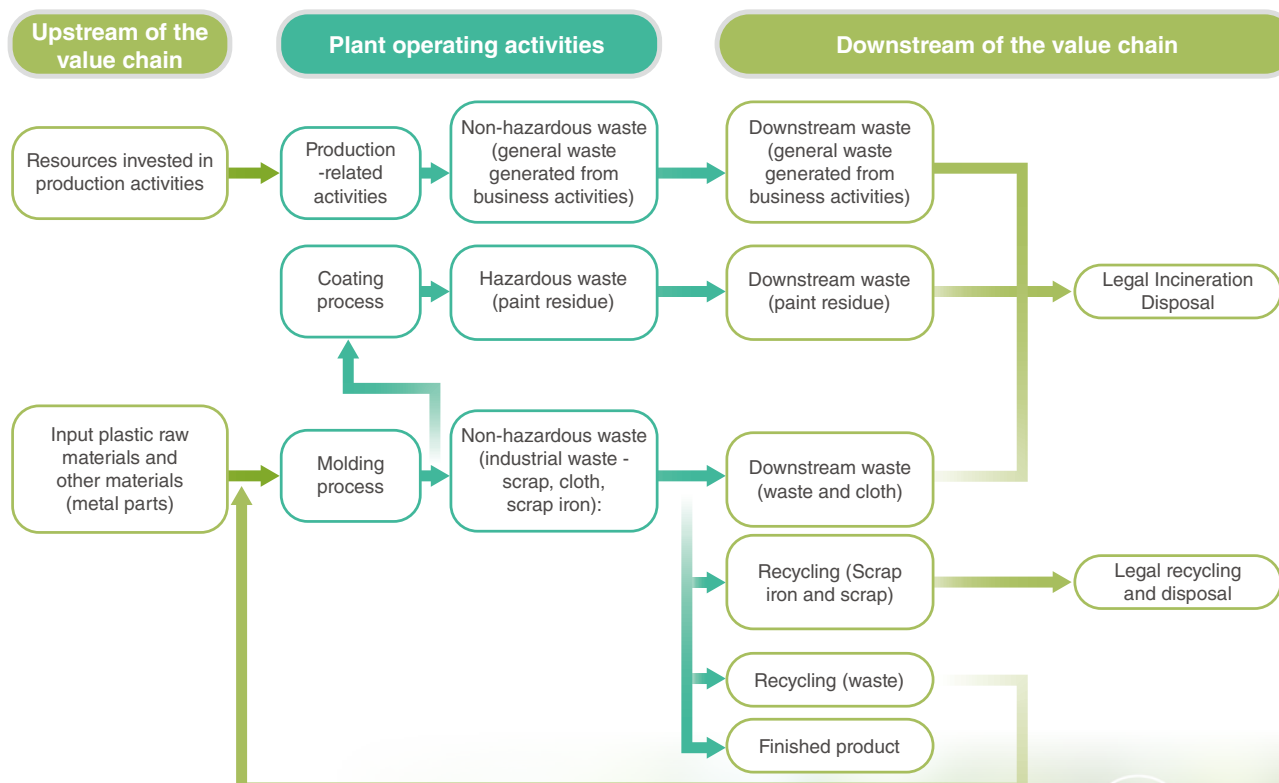 Upstream of the
value chain
Plant operating activities
Downstream of the value chain
Resources invested in
production activities
Production
-related
activities
Non-hazardous waste
(general waste
generated from
business activities)
Downstream waste
(general waste
generated from
business activities)
Coating
process
Hazardous waste
(paint residue)
Downstream waste
(paint residue)
Legal Incineration
Disposal
Input plastic raw
materials and
other materials
(metal parts)
Molding
process
Non-hazardous waste
(industrial waste -
scrap, cloth,
scrap iron):
Downstream waste
(waste and cloth)
Recycling (Scrap
iron and scrap)
Legal recycling
and disposal
Recycling (waste)
Finished product